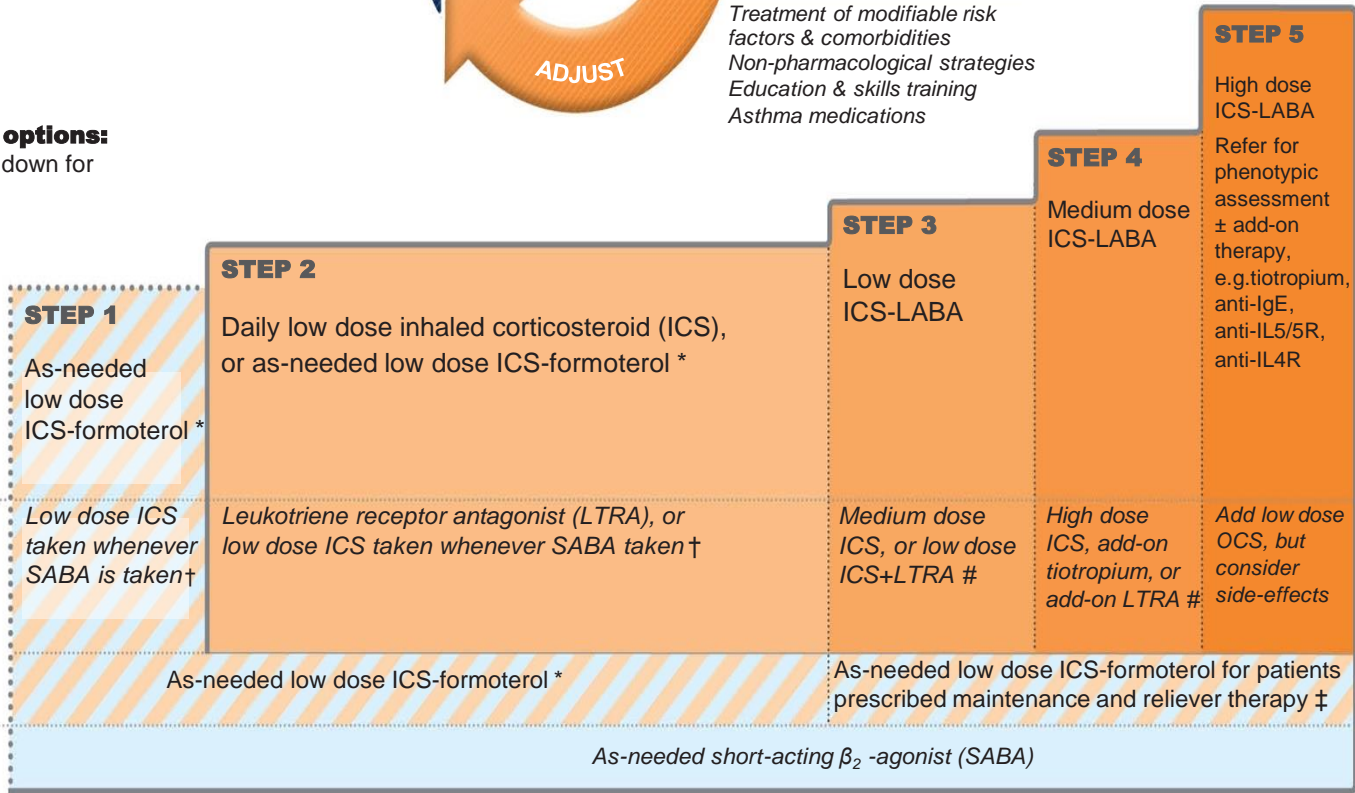 ADJUST
Treatment of modifiable risk
factors & comorbidities
Non-pharmacological strategies
Education & skills training
Asthma medications
options:
down for
STEP 1
As-needed
low dose
ICS-formoterol *
STEP 2
Daily low dose inhaled corticosteroid (ICS),
or as-needed low dose ICS-formoterol *
STEP 3
Low dose
ICS-LABA
STEP 4
Medium dose
ICS-LABA
STEP 5
High dose
ICS-LABA
Refer for
phenotypic
assessment
± add-on
therapy,
e.g.tiotropium,
anti-IgE,
anti-IL5/5R,
anti-IL4R
Low dose ICS
taken whenever
SABA is taken†
Leukotriene receptor antagonist (LTRA), or
low dose ICS taken whenever SABA taken†
Medium dose
ICS, or low dose
ICS+LTRA #
High dose
ICS, add-on
tiotropium, or
add-on LTRA #
Add low dose
OCS, but
consider
side-effects
As-needed low dose ICS-formoterol *
As-needed low dose ICS-formoterol for patients
prescribed maintenance and reliever therapy ‡
As-needed short-acting β₂ -agonist (SABA)